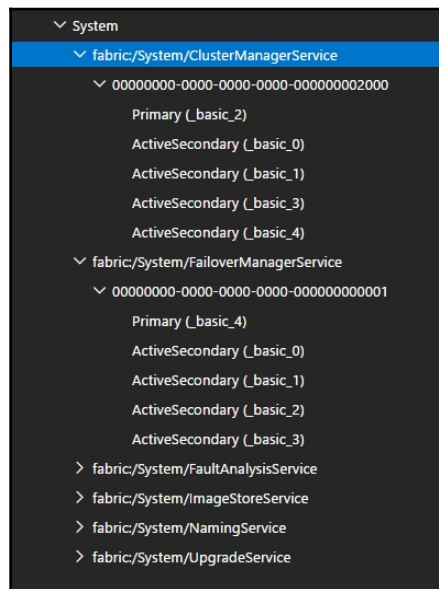 System
fabric:/System/ClusterManagerService
00000000-0000-0000-0000-000000002000
Primary (_basic_2)
ActiveSecondary (_basic_0)
ActiveSecondary (_basic_1)
ActiveSecondary (_basic_3)
ActiveSecondary (_basic_4)
fabric:/System/FailoverManagerService
00000000-0000-0000-0000-000000000001
Primary (_basic_4)
ActiveSecondary (_basic_0)
ActiveSecondary (_basic_1)
ActiveSecondary (_basic_2)
ActiveSecondary (_basic_3)
fabric:/System/FaultAnalysisService
fabric:/System/ImageStoreService
fabric:/System/NamingService
fabric:/System/UpgradeService